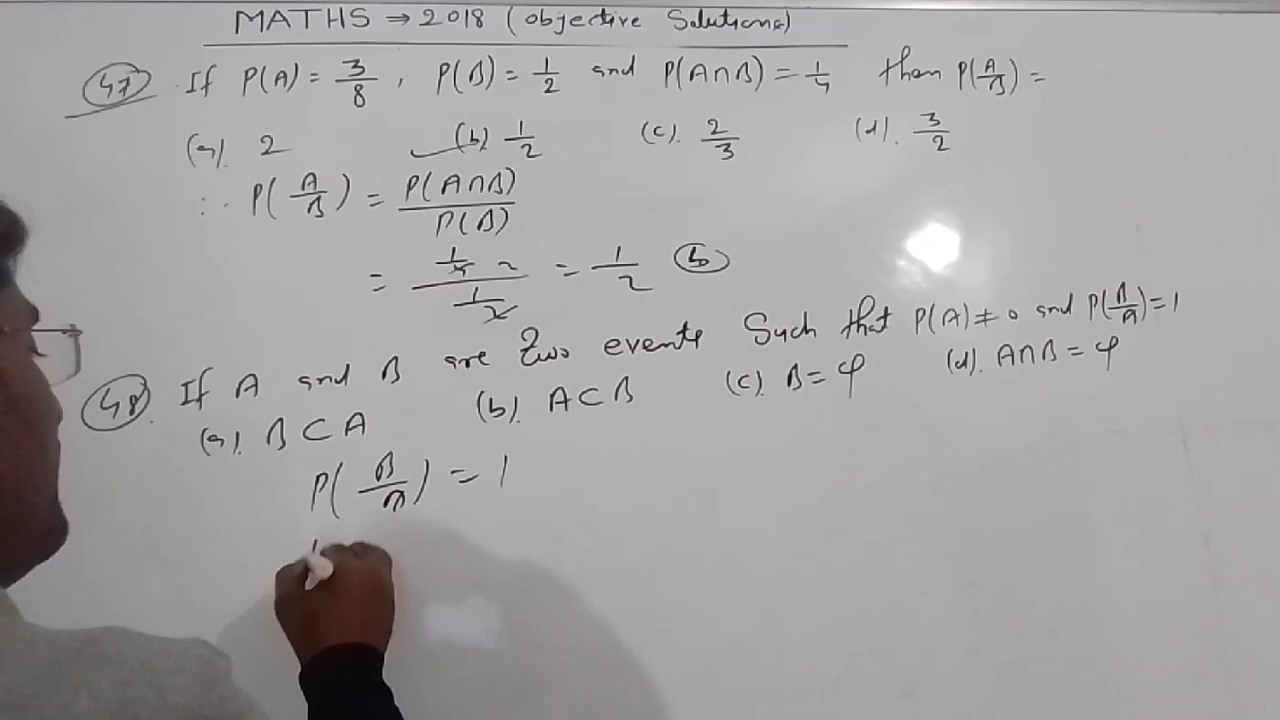 MATHS → 2018 (Objective Solutions)
47 If P(A) = 3/8, P(B) = 1/2 and P(A∩B) = 1/4 then P(A/B) =
(a). 2 (b) 1/2 (c). 2/3 (d). 3/2
∴ P(A/B) = P(A∩B)/P(B)
= (1/4 2)/(1/2) = 1/2 (b)
48. If A and B are two events Such that P(A) ≠ 0 and P(B/A) = 1
(a). B ⊂ A (b). A ⊂ B (c). B = φ (d). A∩B = φ
P(B/A) = 1